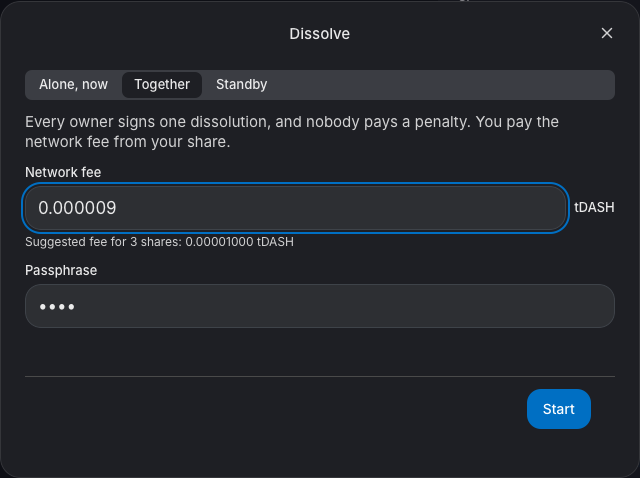 Dissolve
Alone, now
Together
Standby
Every owner signs one dissolution, and nobody pays a penalty. You pay the
network fee from your share.
Network fee
0.000009
tDASH
Suggested fee for 3 shares: 0.00001000 tDASH
Passphrase
••••
Start